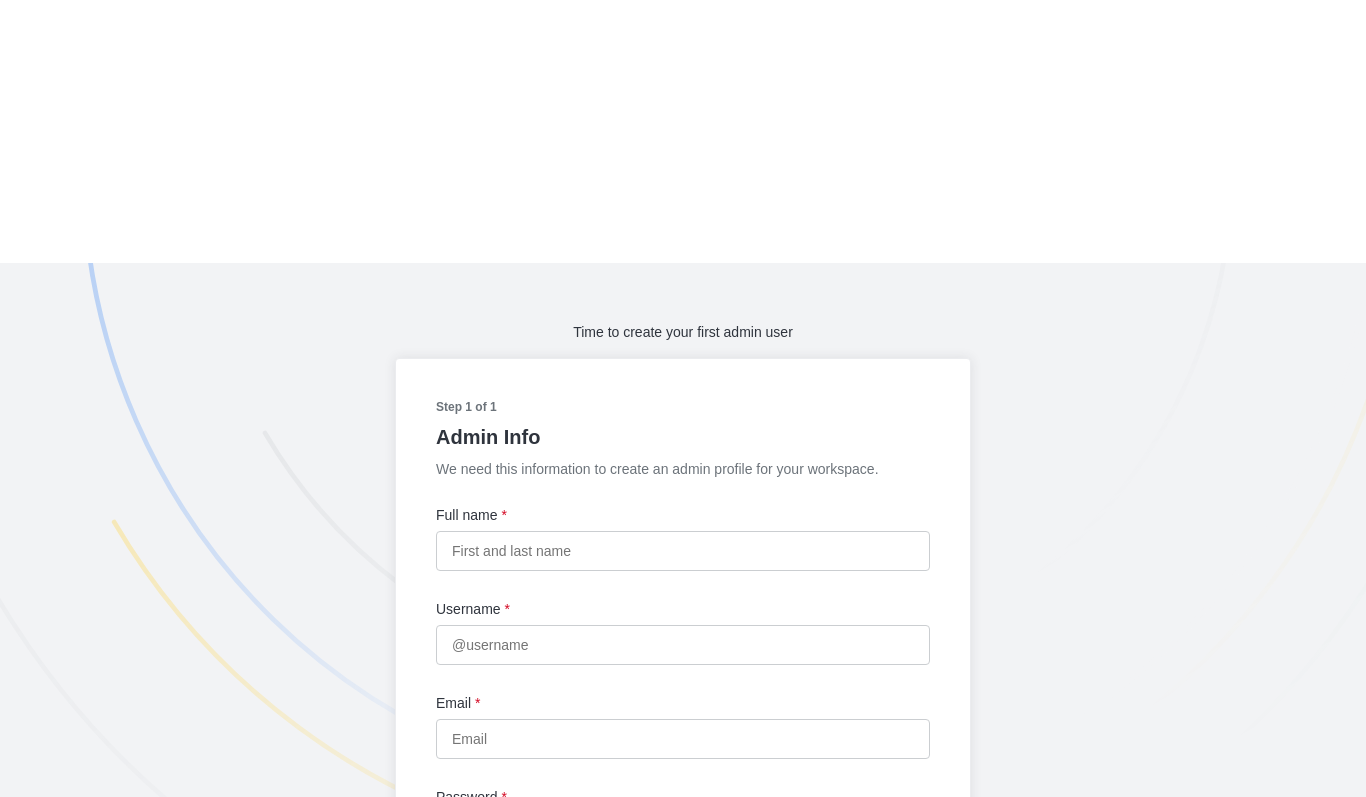 Time to create your first admin user
Step 1 of 1
Admin Info
We need this information to create an admin profile for your workspace.
Full name *
First and last name
Username *
@username
Email *
Email
Password *